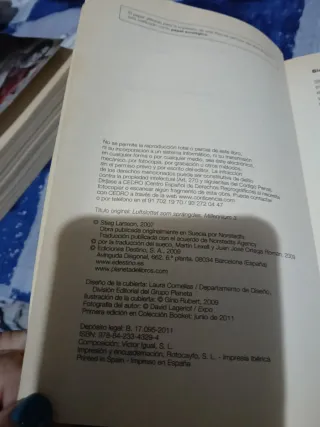 No se permite la reproducción total o parcial de este libro,
ni su incorporación a un sistema informático, ni su transmisión
en cualquier forma o por cualquier medio, sea éste electrónico,
mecánico, por fotocopia, por grabación u otros métodos,
sin el permiso previo y por escrito del editor. La infracción
de los derechos mencionados puede ser constitutiva de delito
contra la propiedad intelectual (Art. 270 y siguientes del Código Penal).
Diríjase a CEDRO (Centro Español de Derechos Reprográficos) si necesita
fotocopiar o escanear algún fragmento de esta obra. Puede contactar
con CEDRO a través de la web www.conlicencia.com
o por teléfono en el 91 702 19 70 / 93 272 04 47
Título original: Luftslottet som sprängdes. Millennium 3
© Stieg Larsson,
Obra publicada originalmente en Suecia por Norstedts
Traducción publicada con el acuerdo de Norstedts Agency
© por la traducción del sueco, Martin Lexell y Juan José Ortega Román, 2009
© Ediciones Destino, S. A., 2009
Avinguda Diagonal, 662, 6.ª planta. 08034 Barcelona (España)
www.edestino.es
www.planetadelibros.com
Diseño de la cubierta: Laura Comellas / Departamento de Diseño,
División Editorial del Grupo Planeta
Ilustración de la cubierta: © Gino Rubert, 2009
Fotografía del autor: © David Lagerlöf / Expo
Primera edición en Colección Booket: junio de 2011
Depósito legal: B. 17.095-2011
ISBN: 978-84-233-4329-4
Composición: Víctor Igual, S. L.
Impresión y encuadernación: Rotocayfo, S. L. - Impresia Ibérica
Printed in Spain - Impreso en España